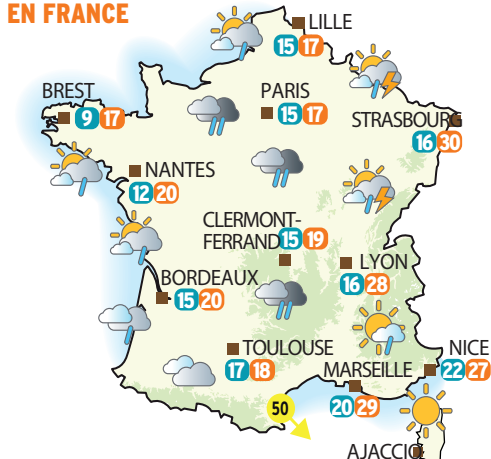 EN FRANCE
LILLE
15 17
BREST
9 17
PARIS
15 17
STRASBOURG
16 30
NANTES
12 20
CLERMONT-
FERRAND 15 19
LYON
16 28
BORDEAUX
15 20
TOULOUSE
17 18
MARSEILLE
20 29
NICE
22 27
50
AJACCIO